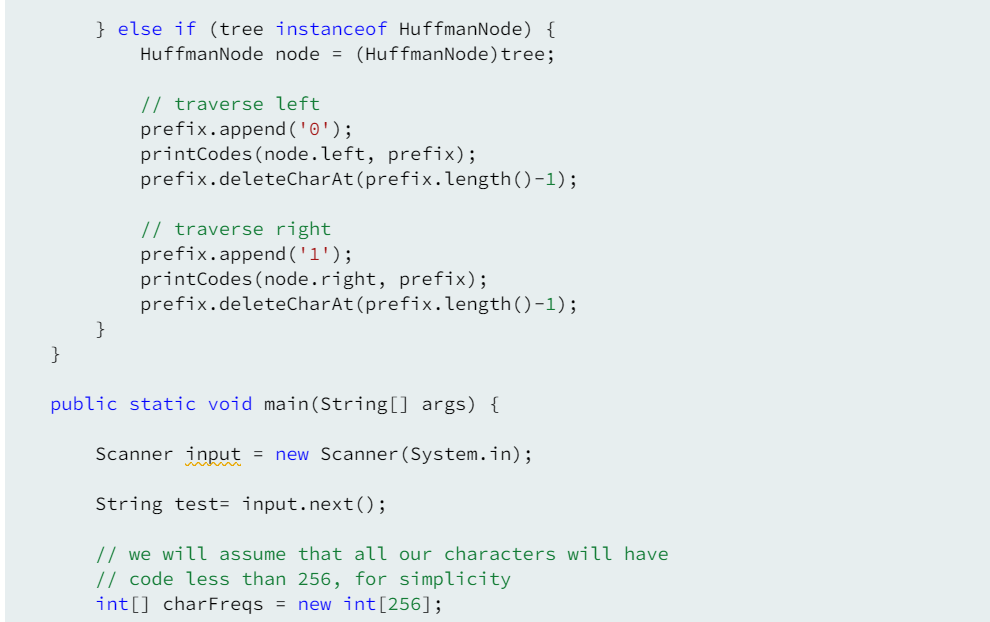 } else if (tree instanceof HuffmanNode) {
HuffmanNode node = (HuffmanNode)tree;
// traverse left
prefix.append('0');
printCodes(node.left, prefix);
prefix.deleteCharAt(prefix.length()-1);
// traverse right
prefix.append('1');
printCodes(node.right, prefix);
prefix.deleteCharAt(prefix.length()-1);
}
}
public static void main(String[] args) {
Scanner input = new Scanner(System.in);
String test= input.next();
// we will assume that all our characters will have
// code less than 256, for simplicity
int[] charFreqs = new int[256];